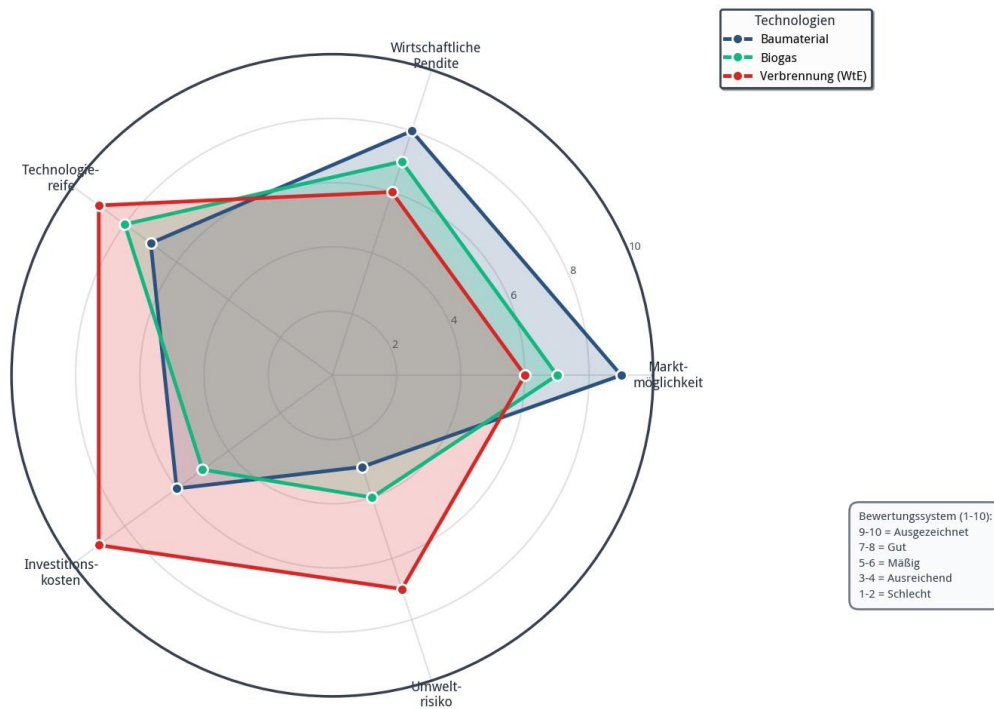 Technologien
Baumaterial
Biogas
Verbrennung (WtE)
Wirtschaftliche
Rendite
Technologie-
reife
10
8
6
4
2
Markt-
möglichkeit
Investitions-
kosten
Umwelt-
risiko
Bewertungssystem (1-10):
9-10 = Ausgezeichnet
7-8 = Gut
5-6 = Mäßig
3-4 = Ausreichend
1-2 = Schlecht